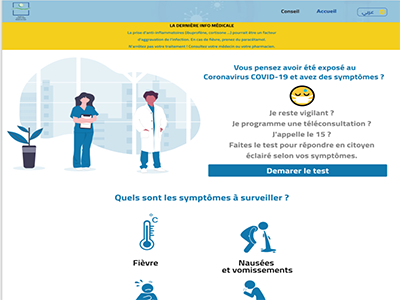 Conseil
Accueil
عربي
LA DERNIÈRE INFO MÉDICALE
La prise d'anti-inflammatoires (ibuprofène, cortisone ...) pourrait être un facteur
d'aggravation de l'infection. En cas de fièvre, prenez du paracétamol.
N'arrêtez pas votre traitement ! Consultez votre médecin ou votre pharmacien.
Vous pensez avoir été exposé au
Coronavirus COVID-19 et avez des symptômes ?
Je reste vigilant ?
Je programme une téléconsultation ?
J'appelle le 15 ?
Faites le test pour répondre en citoyen
éclairé selon vos symptômes.
Demarer le test
Quels sont les symptômes à surveiller ?
°C
Fièvre
Nausées
et vomissements